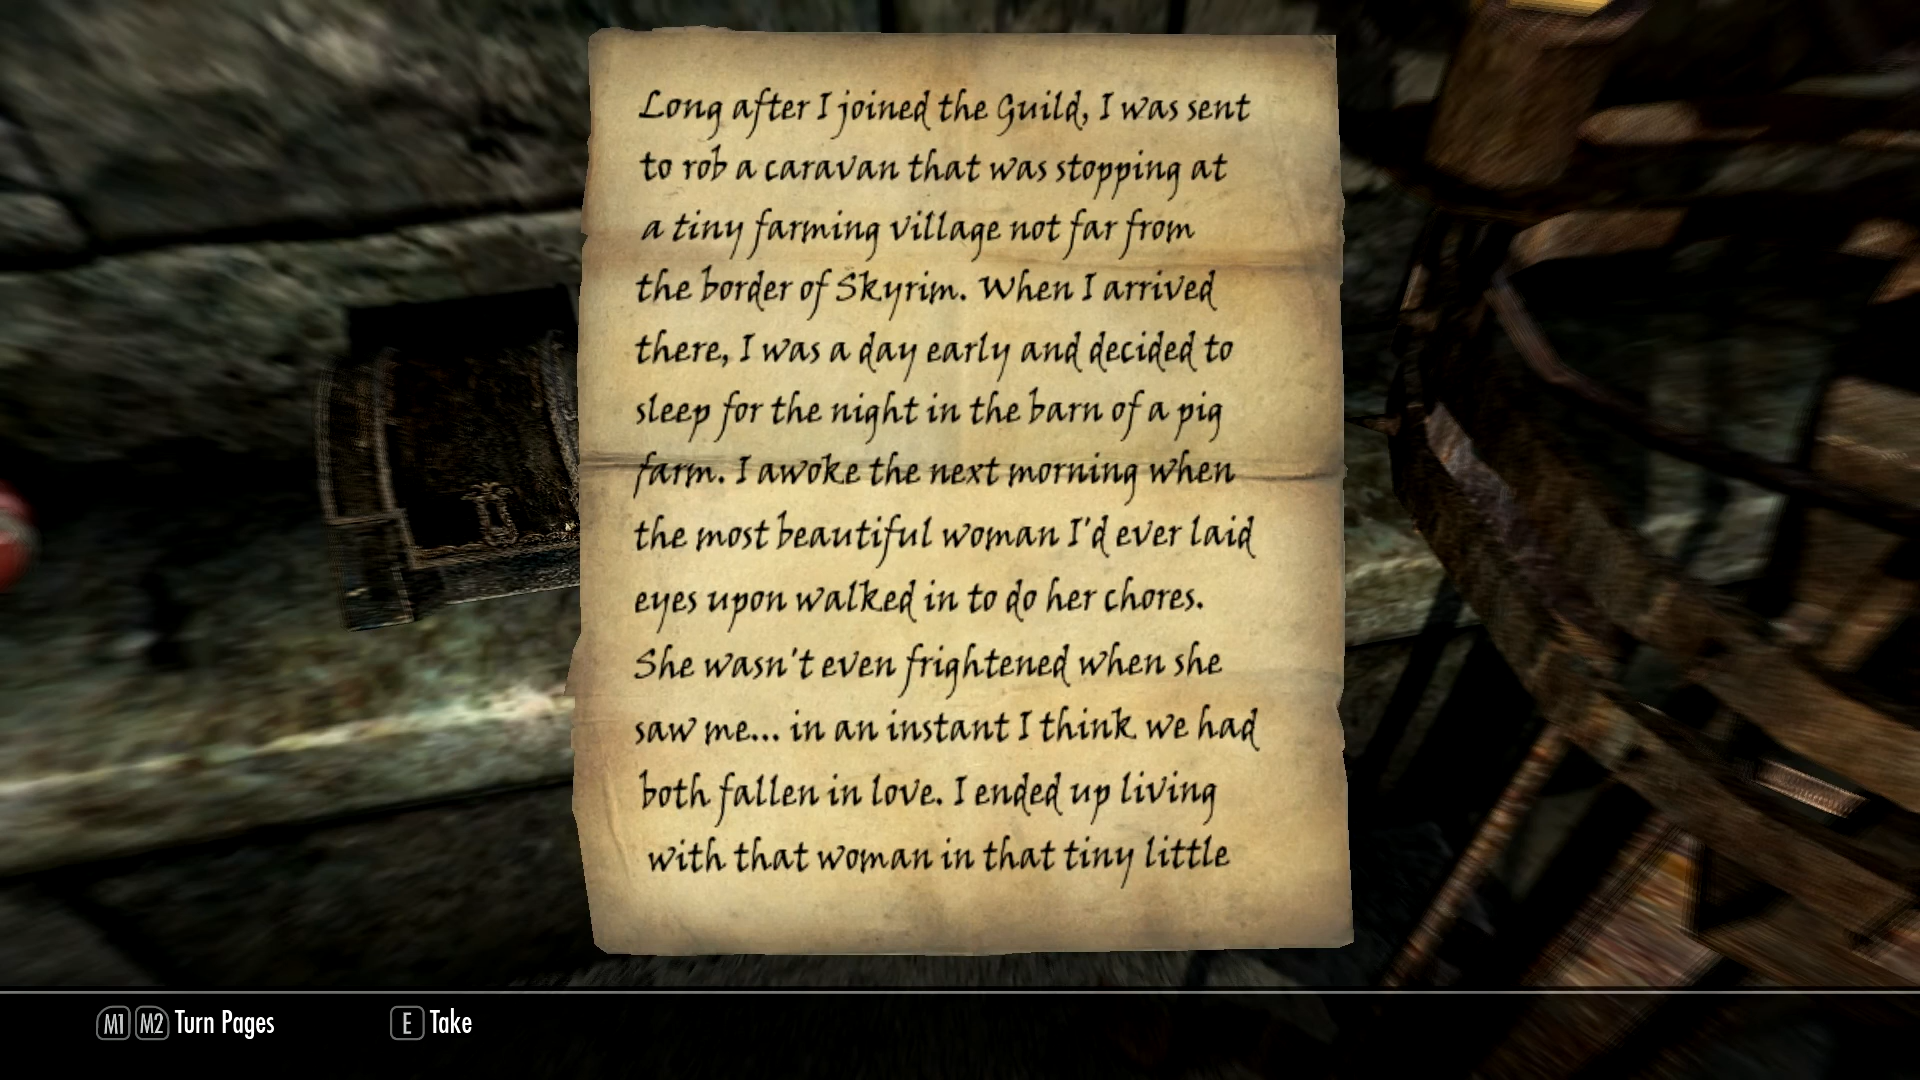 Long after I joined the Guild, I was sent
to rob a caravan that was stopping at
a tiny farming village not far from
the border of Skyrim. When I arrived
there, I was a day early and decided to
sleep for the night in the barn of a pig
farm. I awoke the next morning when
the most beautiful woman I'd ever laid
eyes upon walked in to do her chores.
She wasn't even frightened when she
saw me... in an instant I think we had
both fallen in love. I ended up living
with that woman in that tiny little
M1 M2 Turn Pages
E Take